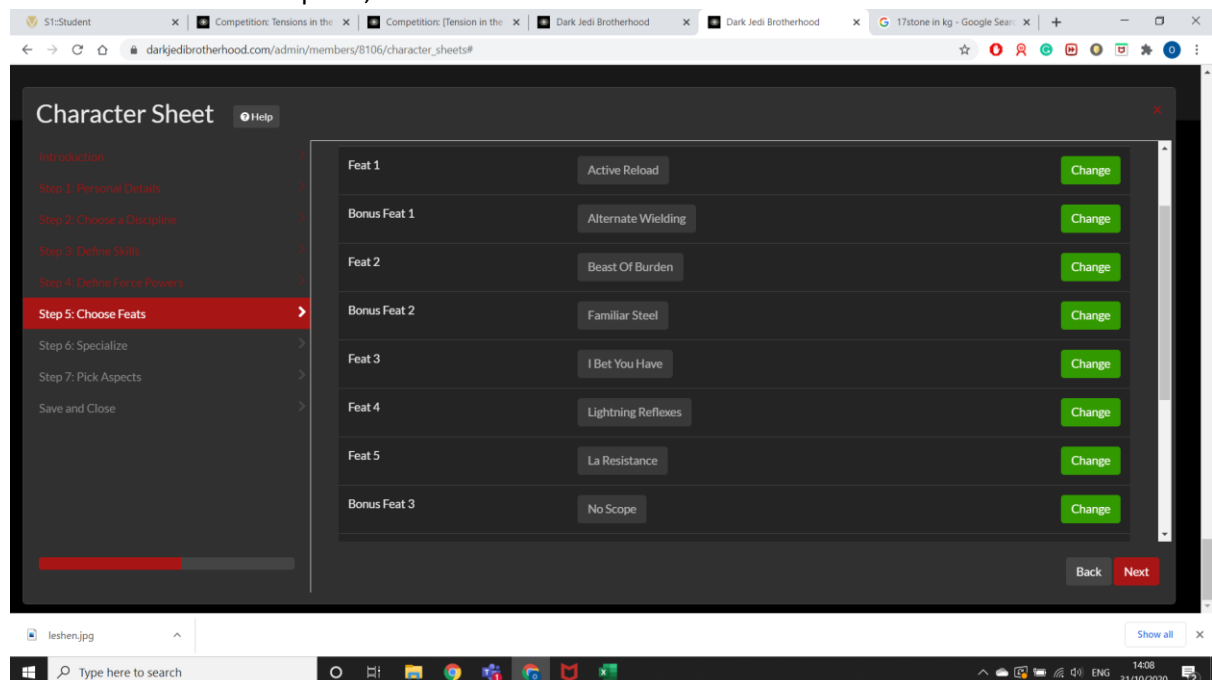 S1::Student
Competition: Tensions in the
Competition: [Tension in the
Dark Jedi Brotherhood
Dark Jedi Brotherhood
17stone in kg - Google Sear
darkjedibrotherhood.com/admin/members/8106/character_sheets#
Character Sheet
Help
Introduction
Step 1: Personal Details
Step 2: Choose a Discipline
Step 3: Define Skills
Step 4: Define Force Powers
Step 5: Choose Feats
Step 6: Specialize
Step 7: Pick Aspects
Save and Close
Feat 1 Active Reload Change
Bonus Feat 1 Alternate Wielding Change
Feat 2 Beast Of Burden Change
Bonus Feat 2 Familiar Steel Change
Feat 3 I Bet You Have Change
Feat 4 Lightning Reflexes Change
Feat 5 La Resistance Change
Bonus Feat 3 No Scope Change
Back Next
leshen.jpg
Show all
Type here to search
ENG
14:08
31/10/2020